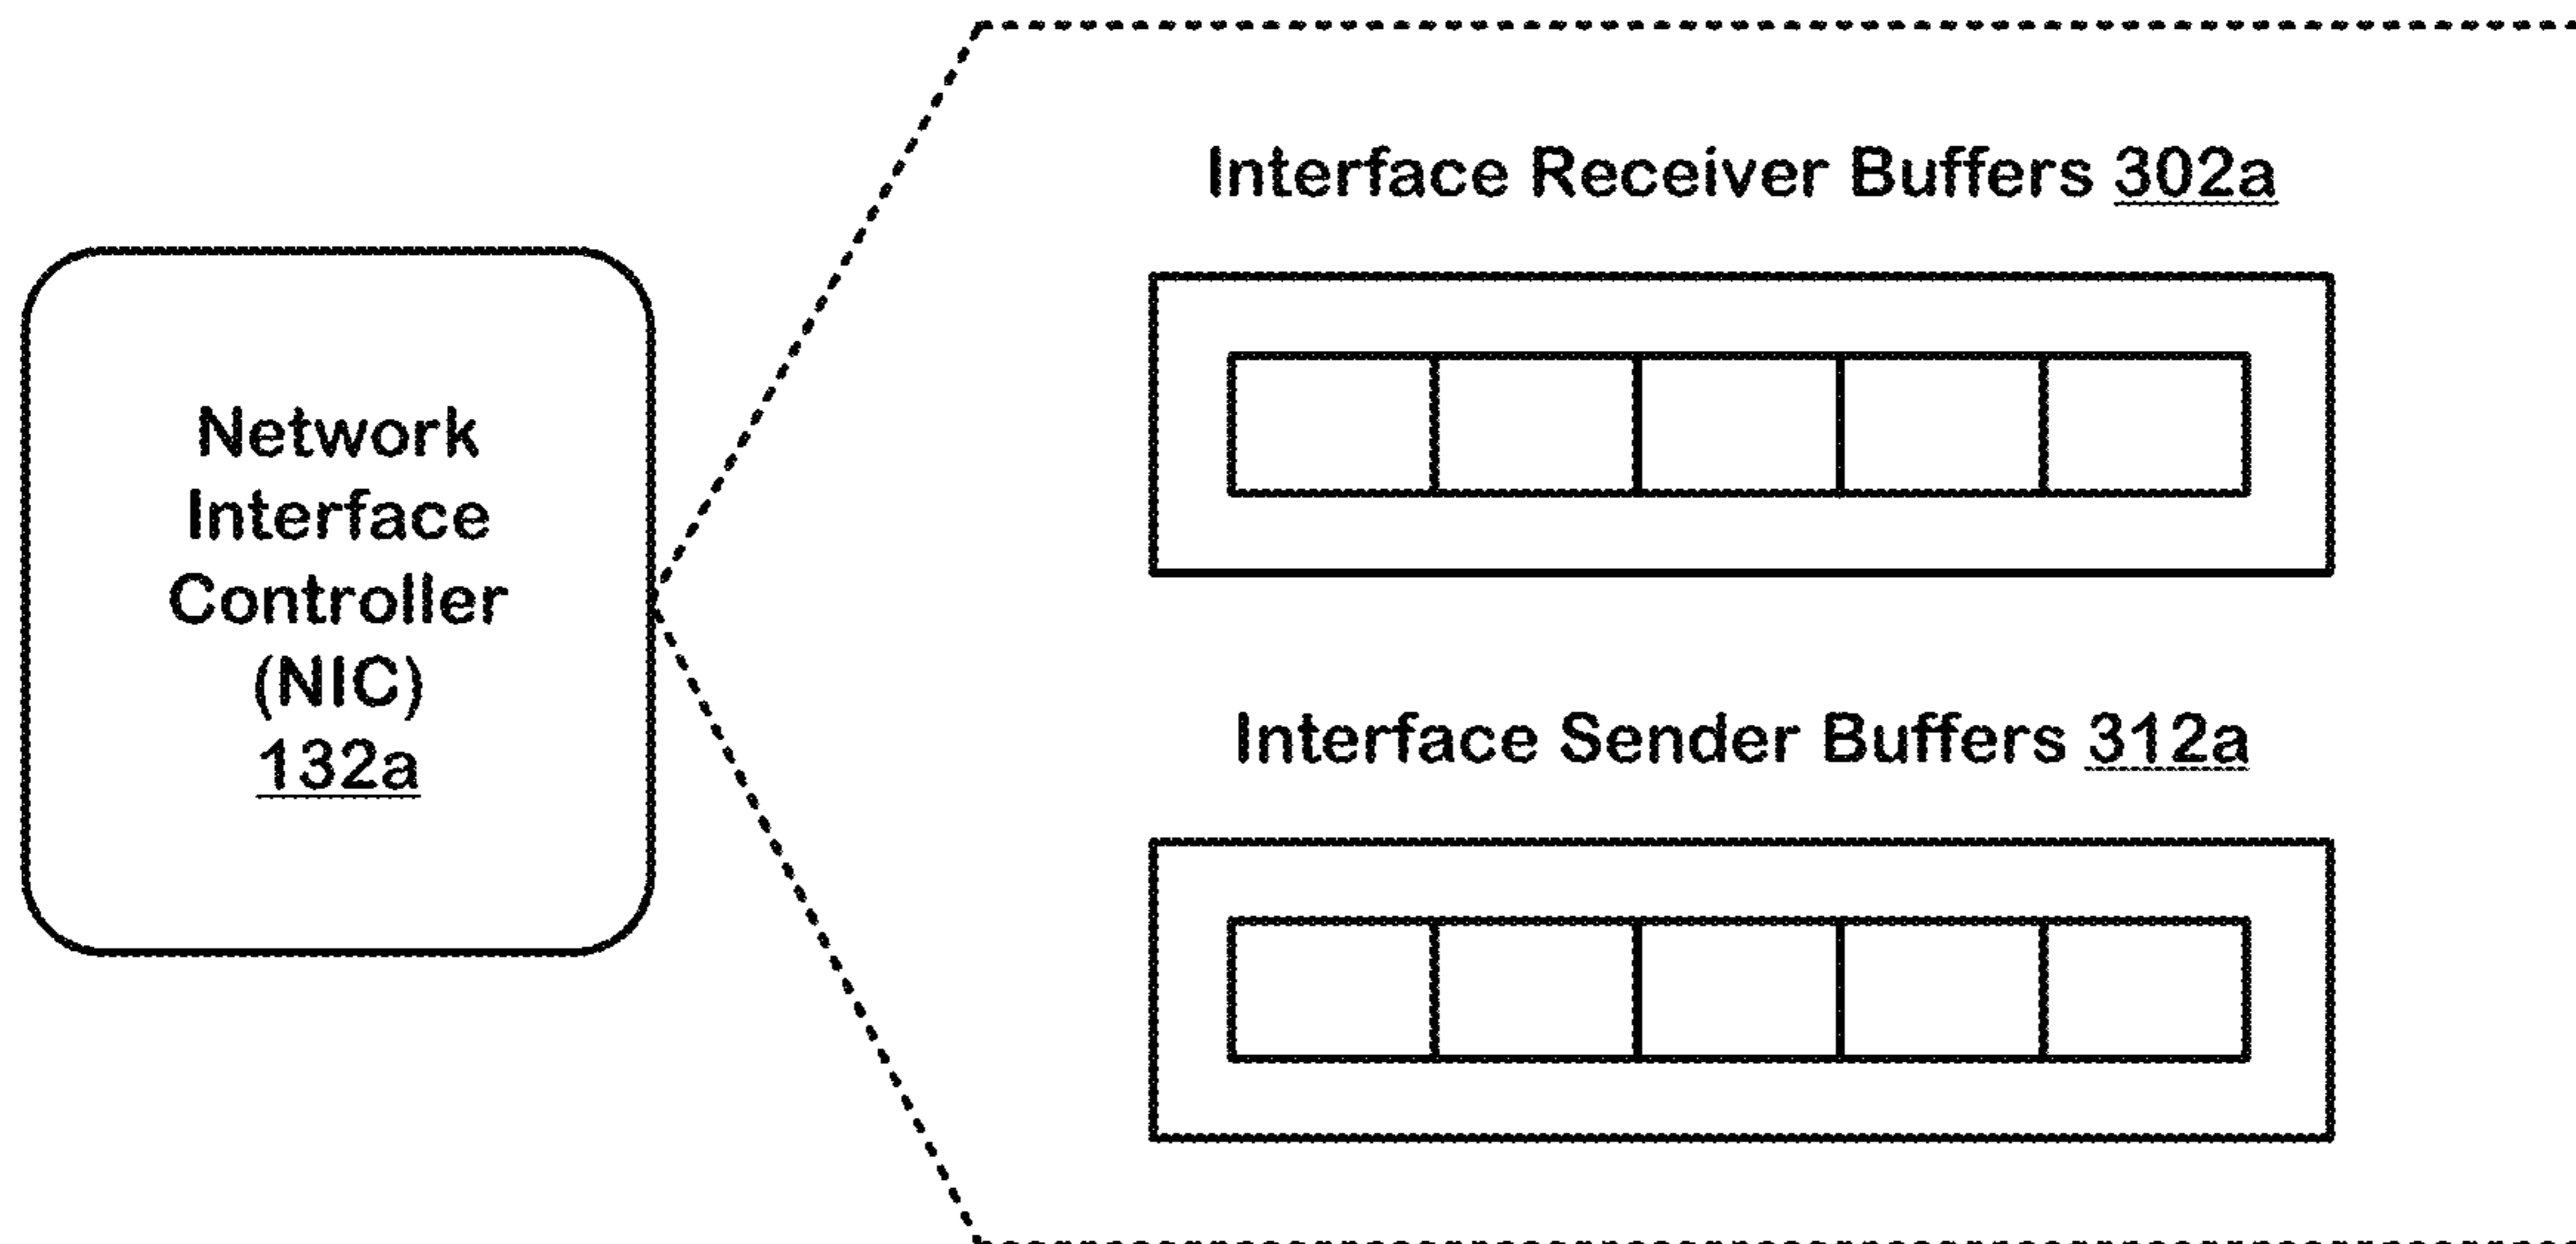 Network
Interface
Controller
(NIC)
132a
Interface Receiver Buffers 302a
Interface Sender Buffers 312a